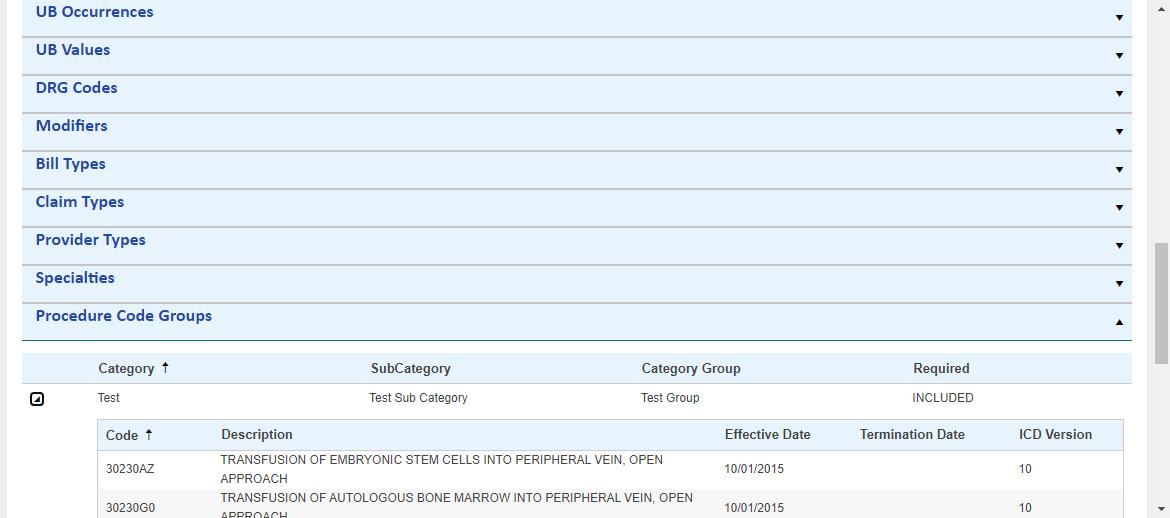 UB Occurrences
UB Values
DRG Codes
Modifiers
Bill Types
Claim Types
Provider Types
Specialties
Procedure Code Groups
Category ↑ SubCategory Category Group Required
Test Test Sub Category Test Group INCLUDED
Code ↑ Description Effective Date Termination Date ICD Version
30230AZ TRANSFUSION OF EMBRYONIC STEM CELLS INTO PERIPHERAL VEIN, OPEN 10/01/2015 10
APPROACH
30230G0 TRANSFUSION OF AUTOLOGOUS BONE MARROW INTO PERIPHERAL VEIN, OPEN 10/01/2015 10
APPROACH